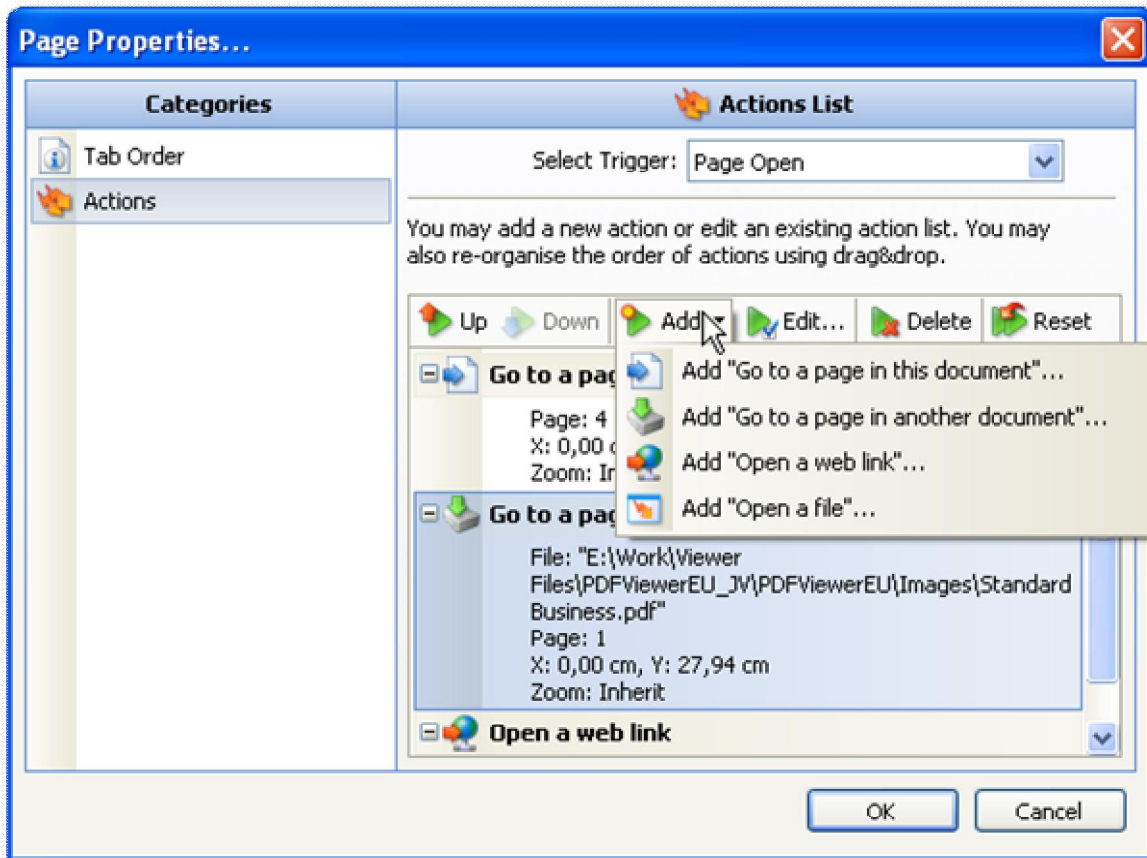 Page Properties...
Categories
Actions List
Tab Order
Actions
Select Trigger: Page Open
You may add a new action or edit an existing action list. You may
also re-organise the order of actions using drag&drop.
Up Down Add Edit... Delete Reset
Add "Go to a page in this document"...
Add "Go to a page in another document"...
Add "Open a web link"...
Add "Open a file"...
Go to a
Page: 4
X: 0,00
Zoom:
Go to a
File: "E:\Work\Viewer
Files\PDFViewerEU_JV\PDFViewerEU\Images\Standard
Business.pdf"
Page: 1
X: 0,00 cm, Y: 27,94 cm
Zoom: Inherit
Open a web link
OK Cancel